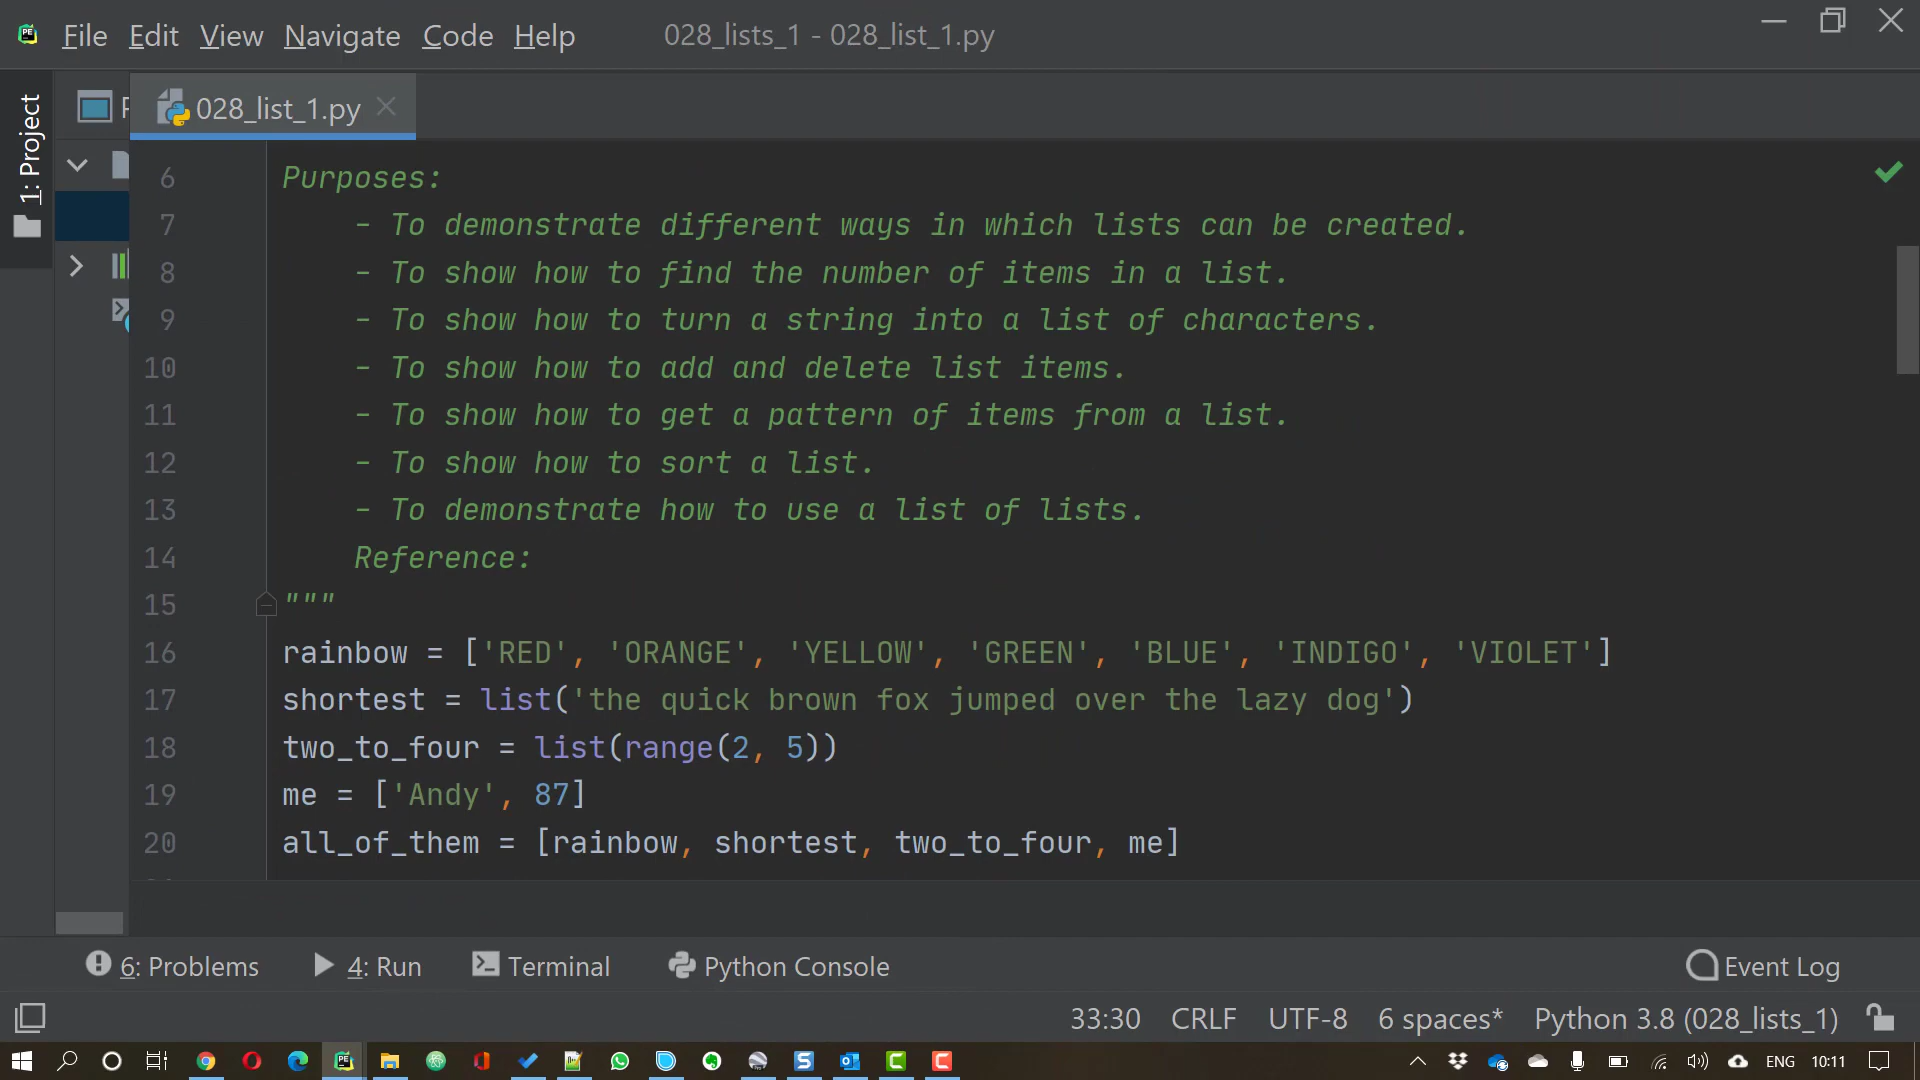 File Edit View Navigate Code Help 028_lists_1 - 028_list_1.py
1: Project
028_list_1.py
6 Purposes:
7 - To demonstrate different ways in which lists can be created.
8 - To show how to find the number of items in a list.
9 - To show how to turn a string into a list of characters.
10 - To show how to add and delete list items.
11 - To show how to get a pattern of items from a list.
12 - To show how to sort a list.
13 - To demonstrate how to use a list of lists.
14 Reference:
15 """
16 rainbow = ['RED', 'ORANGE', 'YELLOW', 'GREEN', 'BLUE', 'INDIGO', 'VIOLET']
17 shortest = list('the quick brown fox jumped over the lazy dog')
18 two_to_four = list(range(2, 5))
19 me = ['Andy', 87]
20 all_of_them = [rainbow, shortest, two_to_four, me]
6: Problems 4: Run Terminal Python Console Event Log
33:30 CRLF UTF-8 6 spaces* Python 3.8 (028_lists_1)
ENG 10:11